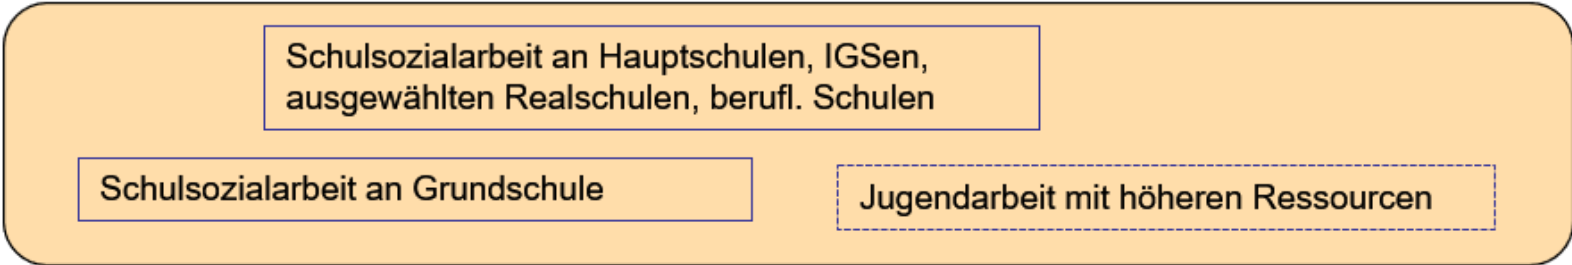 Schulsozialarbeit an Hauptschulen, IGSen,
ausgewählten Realschulen, berufl. Schulen
Schulsozialarbeit an Grundschule
Jugendarbeit mit höheren Ressourcen